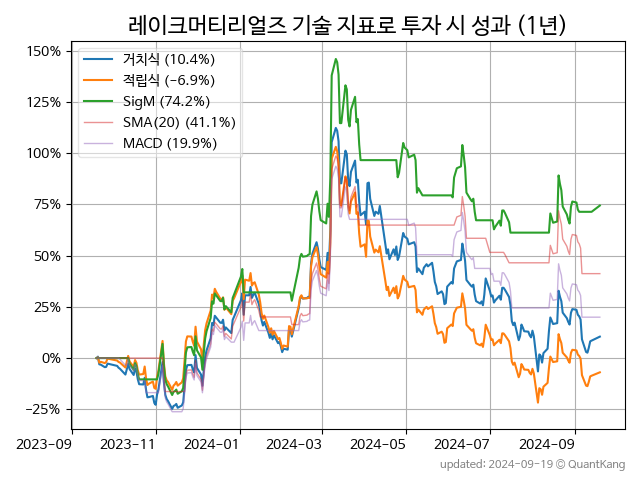 레이크머티리얼즈 기술 지표로 투자 시 성과 (1년)
거치식 (10.4%)
적립식 (-6.9%)
SigM (74.2%)
SMA(20) (41.1%)
MACD (19.9%)
150%
125%
100%
75%
50%
25%
0%
−25%
2023-09 2023-11 2024-01 2024-03 2024-05 2024-07 2024-09
updated: 2024-09-19 @ QuantKang